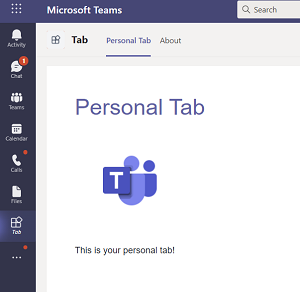 Microsoft Teams
Search
Activity
1
Chat
Teams
Calendar
Calls
Files
Tab
Tab
Personal Tab
About
Personal Tab
T
This is your personal tab!